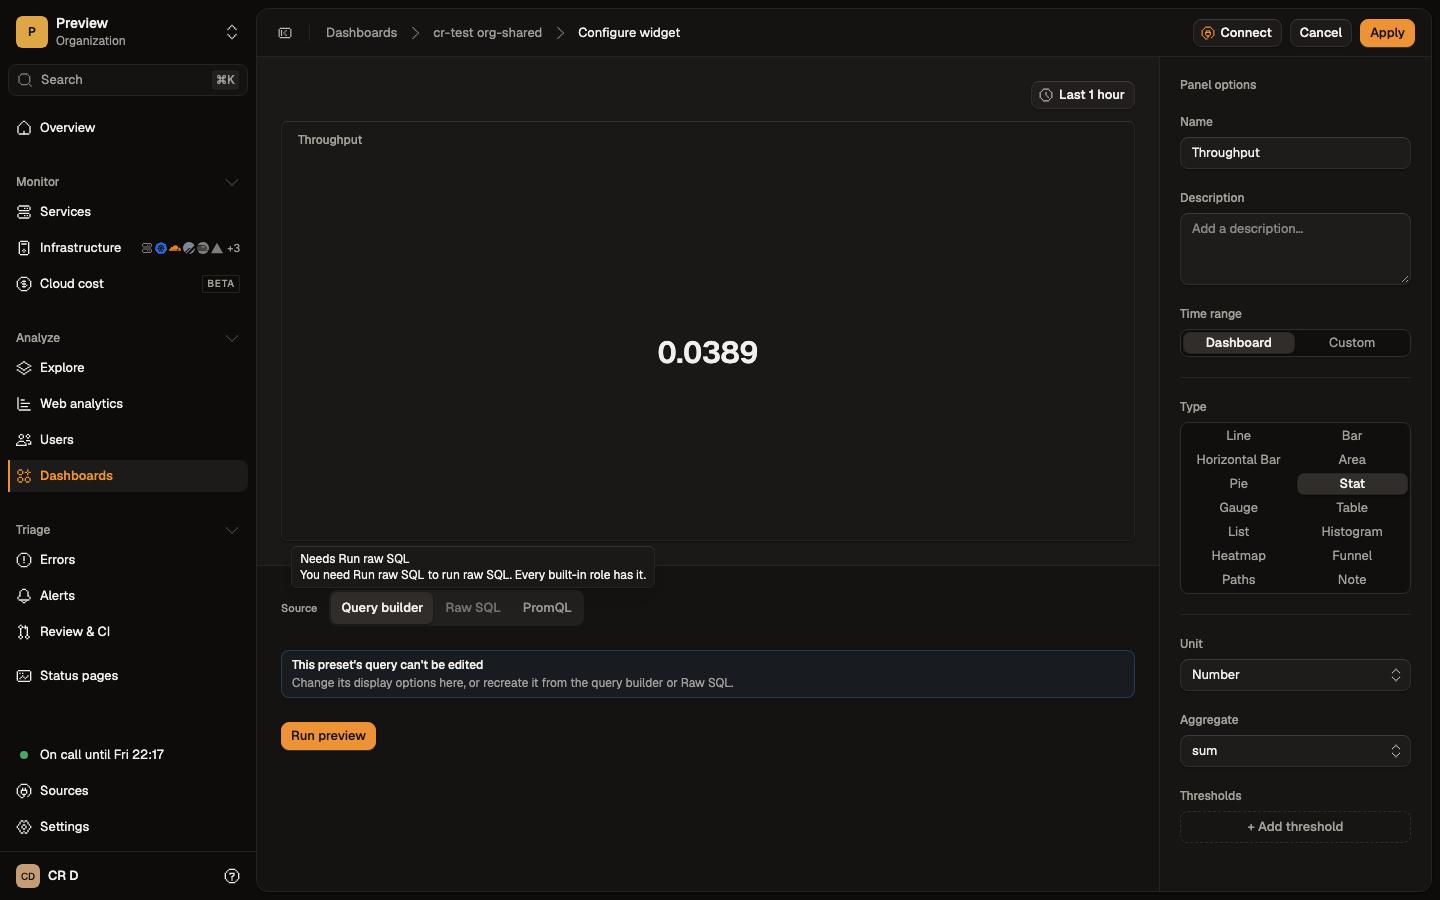 P
Preview
Organization
Search
⌘K
Overview
Monitor
Services
Infrastructure
+3
Cloud cost
BETA
Analyze
Explore
Web analytics
Users
Dashboards
Triage
Errors
Alerts
Review & CI
Status pages
On call until Fri 22:17
Sources
Settings
CD
CR D
Dashboards
cr-test org-shared
Configure widget
Connect
Cancel
Apply
Last 1 hour
Throughput
0.0389
Needs Run raw SQL
You need Run raw SQL to run raw SQL. Every built-in role has it.
Source
Query builder
Raw SQL
PromQL
This preset's query can't be edited
Change its display options here, or recreate it from the query builder or Raw SQL.
Run preview
Panel options
Name
Throughput
Description
Add a description...
Time range
Dashboard
Custom
Type
Line
Bar
Horizontal Bar
Area
Pie
Stat
Gauge
Table
List
Histogram
Heatmap
Funnel
Paths
Note
Unit
Number
Aggregate
sum
Thresholds
+ Add threshold